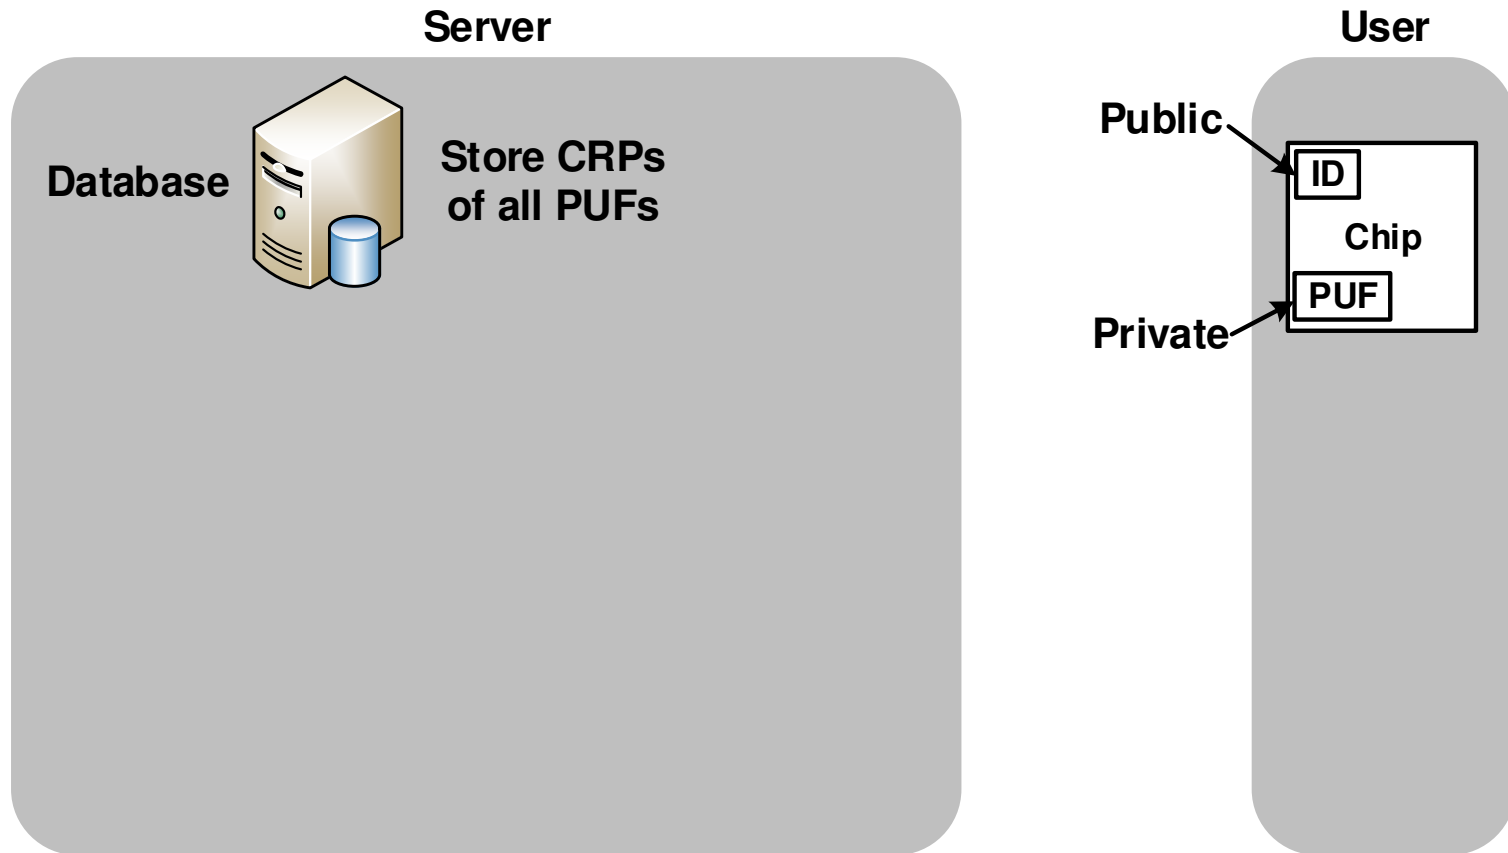 Server
User
Database
Store CRPs
of all PUFs
Public
ID
Chip
PUF
Private